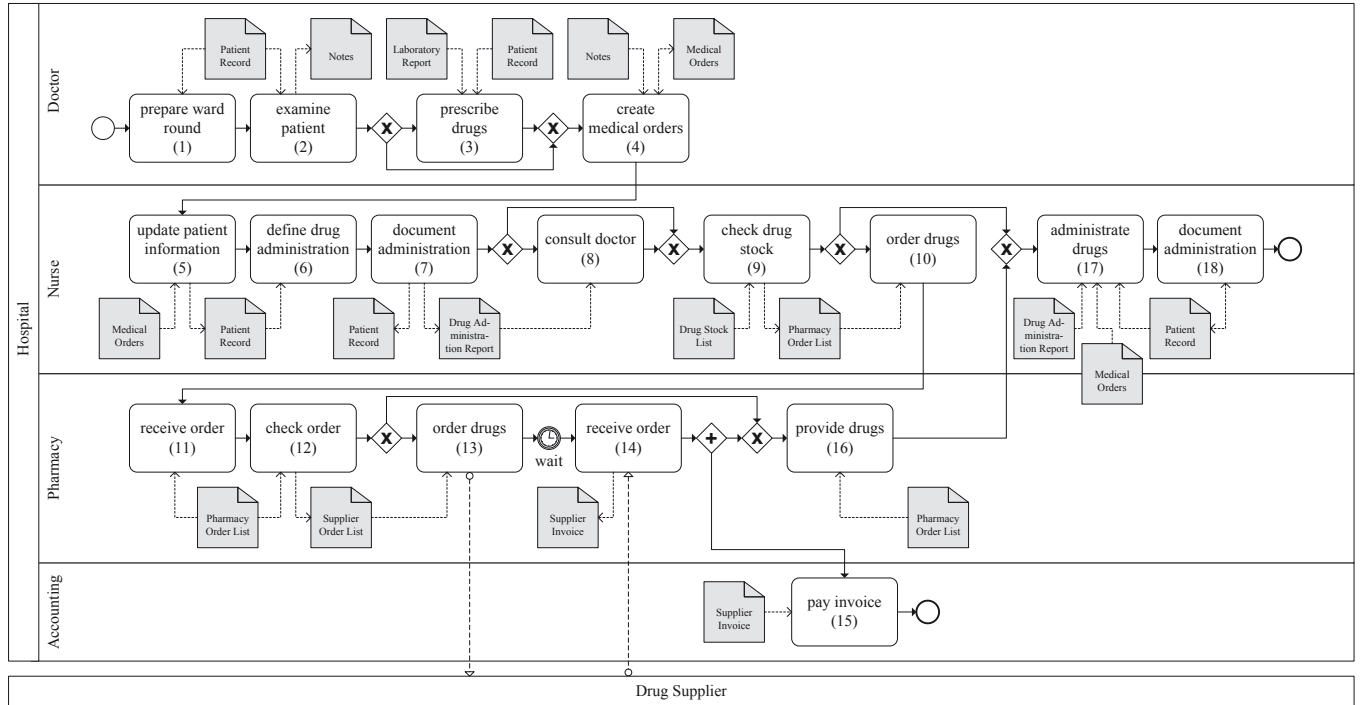 Hospital
Doctor
Patient
Record
Notes
Laboratory
Report
Patient
Record
Notes
Medical
Orders
prepare ward
round
(1)
examine
patient
(2)
X
prescribe
drugs
(3)
X
create
medical orders
(4)
Nurse
update patient
information
(5)
define drug
administration
(6)
document
administration
(7)
X
consult doctor
(8)
X
check drug
stock
(9)
X
order drugs
(10)
X
administrate
drugs
(17)
document
administration
(18)
Medical
Orders
Patient
Record
Patient
Record
Drug Ad-
ministra-
tion Report
Drug Stock
List
Pharmacy
Order List
Drug Ad-
ministra-
tion Report
Medical
Orders
Patient
Record
Pharmacy
receive order
(11)
check order
(12)
X
order drugs
(13)
wait
receive order
(14)
+
X
provide drugs
(16)
Pharmacy
Order List
Supplier
Order List
Supplier
Invoice
Pharmacy
Order List
Accounting
Supplier
Invoice
pay invoice
(15)
Drug Supplier